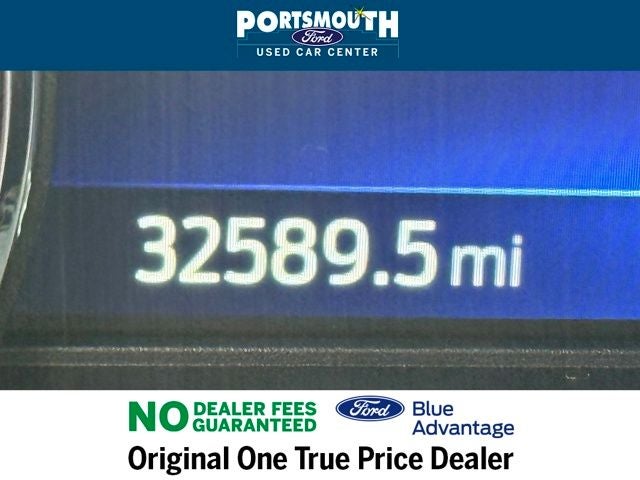 PORTSMOUTH
Ford
USED CAR CENTER
32589.5 mi
NO DEALER FEES GUARANTEED
Ford Blue Advantage
Original One True Price Dealer